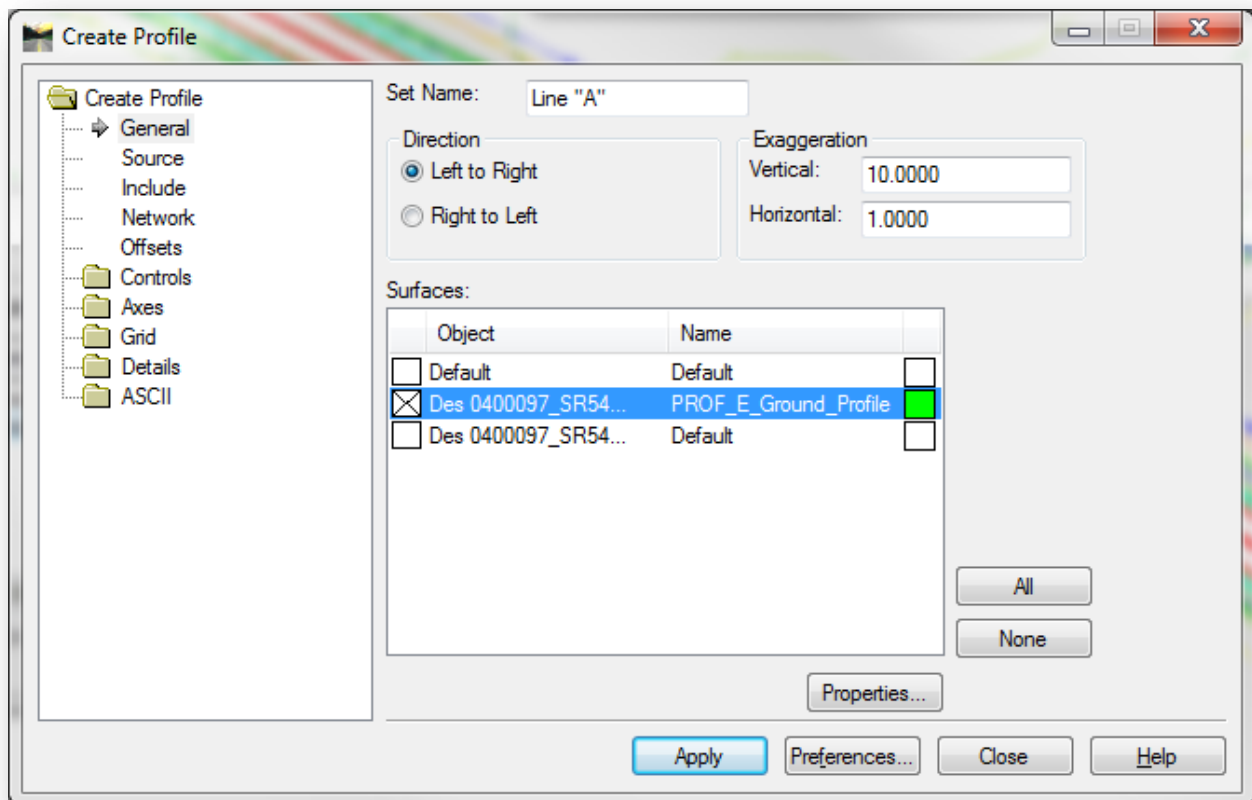 Create Profile
Create Profile
General
Source
Include
Network
Offsets
Controls
Axes
Grid
Details
ASCII
Set Name: Line "A"
Direction
Left to Right
Right to Left
Exaggeration
Vertical: 10.0000
Horizontal: 1.0000
Surfaces:
Object Name
Default Default
Des 0400097_SR54... PROF_E_Ground_Profile
Des 0400097_SR54... Default
All
None
Properties...
Apply Preferences... Close Help